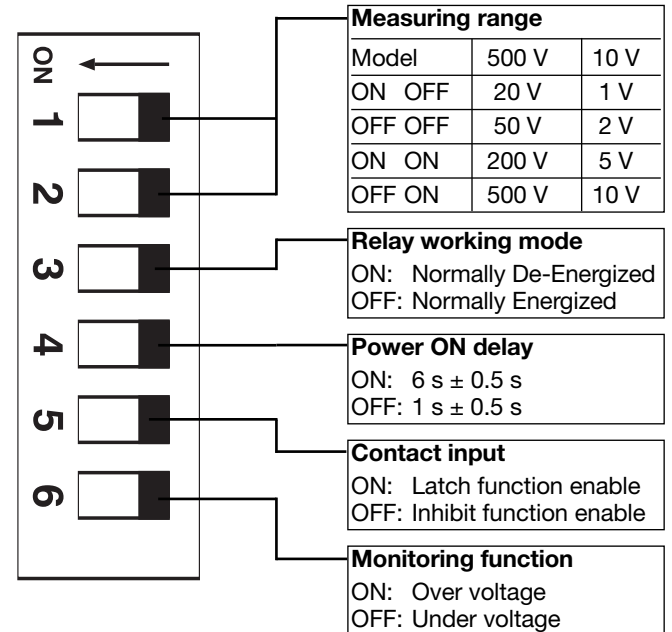 ON
1
2
3
4
5
6
Measuring range
Model 500 V 10 V
ON OFF 20 V 1 V
OFF OFF 50 V 2 V
ON ON 200 V 5 V
OFF ON 500 V 10 V
Relay working mode
ON: Normally De-Energized
OFF: Normally Energized
Power ON delay
ON: 6 s ± 0.5 s
OFF: 1 s ± 0.5 s
Contact input
ON: Latch function enable
OFF: Inhibit function enable
Monitoring function
ON: Over voltage
OFF: Under voltage